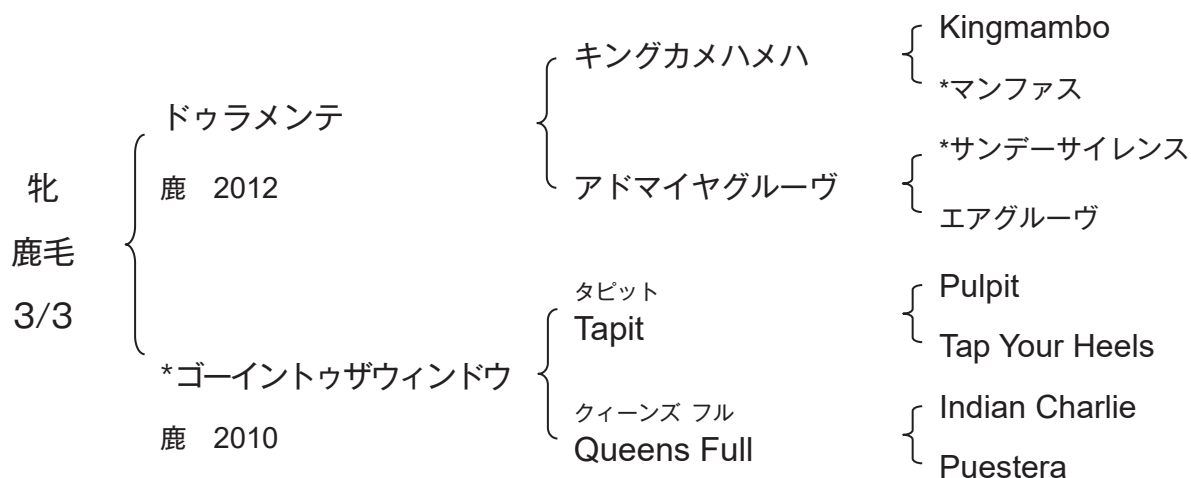 牝
鹿毛
3/3
ドゥラメンテ
鹿 2012
*ゴーイントゥザウィンドウ
鹿 2010
キングカメハメハ
アドマイヤグルーヴ
タピット
Tapit
クィーンズ フル
Queens Full
Kingmambo
*マンファス
*サンデーサイレンス
エアグルーヴ
Pulpit
Tap Your Heels
Indian Charlie
Puestera